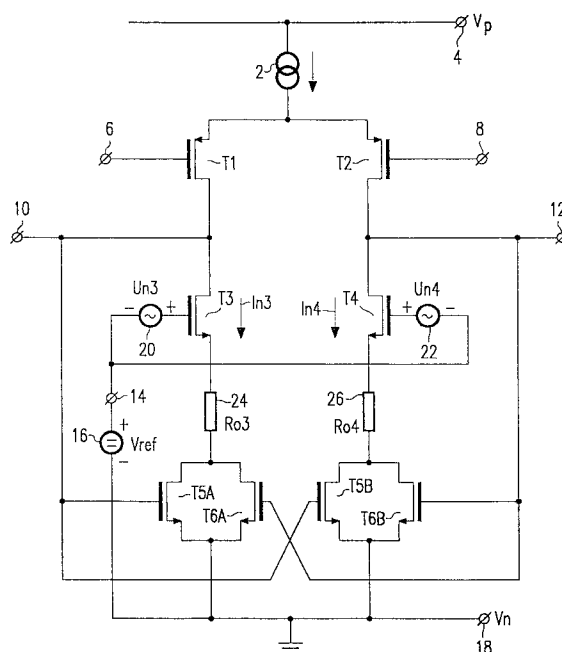 Vp
2
4
6
8
T1
T2
10
12
Un3
T3
In3
In4
T4
Un4
- +
+ -
20
22
14
24
26
Ro3
Ro4
16
+
=
-
Vref
T5A
T6A
T5B
T6B
Vn
18